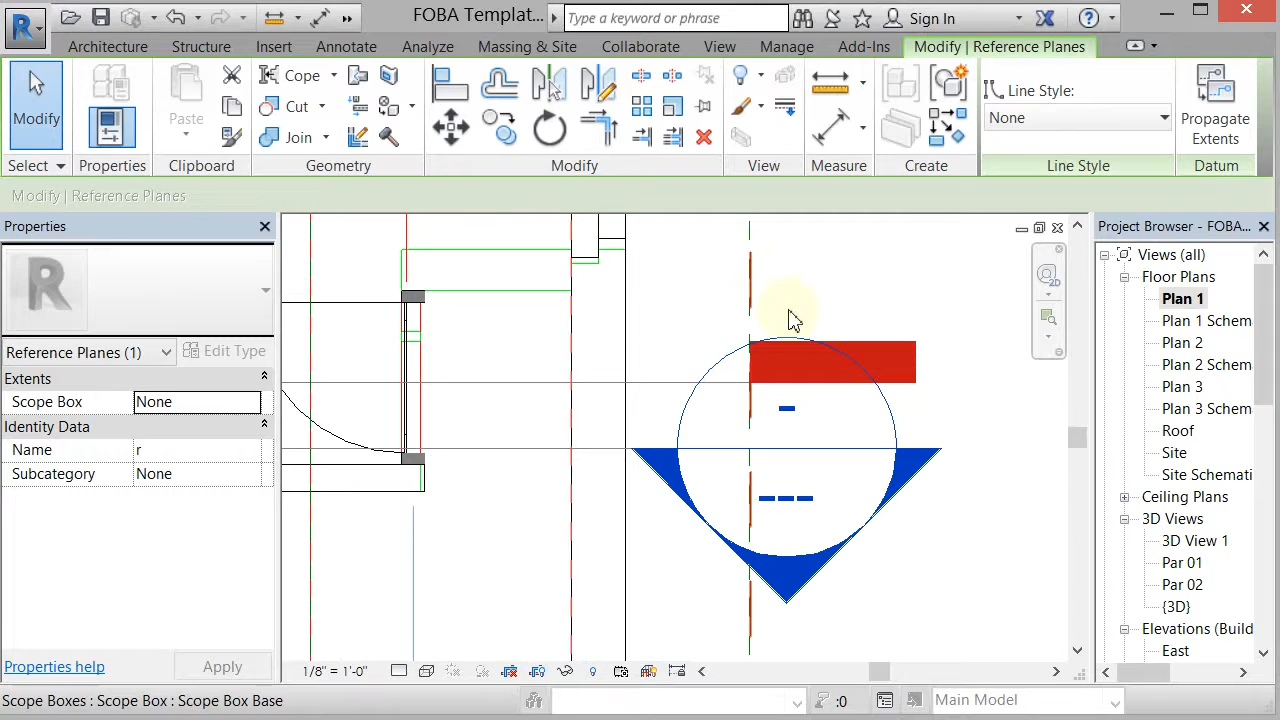 FOBA Templat...
Type a keyword or phrase
Sign In
Architecture Structure Insert Annotate Analyze Massing & Site Collaborate View Manage Add-Ins Modify | Reference Planes
Modify
Paste
Cope
Cut
Join
Line Style:
None
Propagate
Extents
Select Properties Clipboard Geometry Modify View Measure Create Line Style Datum
Modify | Reference Planes
Properties
Reference Planes (1) Edit Type
Extents
Scope Box None
Identity Data
Name r
Subcategory None
Properties help Apply
2D
1/8" = 1'-0"
Project Browser - FOBA...
Views (all)
Floor Plans
Plan 1
Plan 1 Schem
Plan 2
Plan 2 Schem
Plan 3
Plan 3 Schem
Roof
Site
Site Schemati
Ceiling Plans
3D Views
3D View 1
Par 01
Par 02
{3D}
Elevations (Build
East
Scope Boxes : Scope Box : Scope Box Base
:0
Main Model